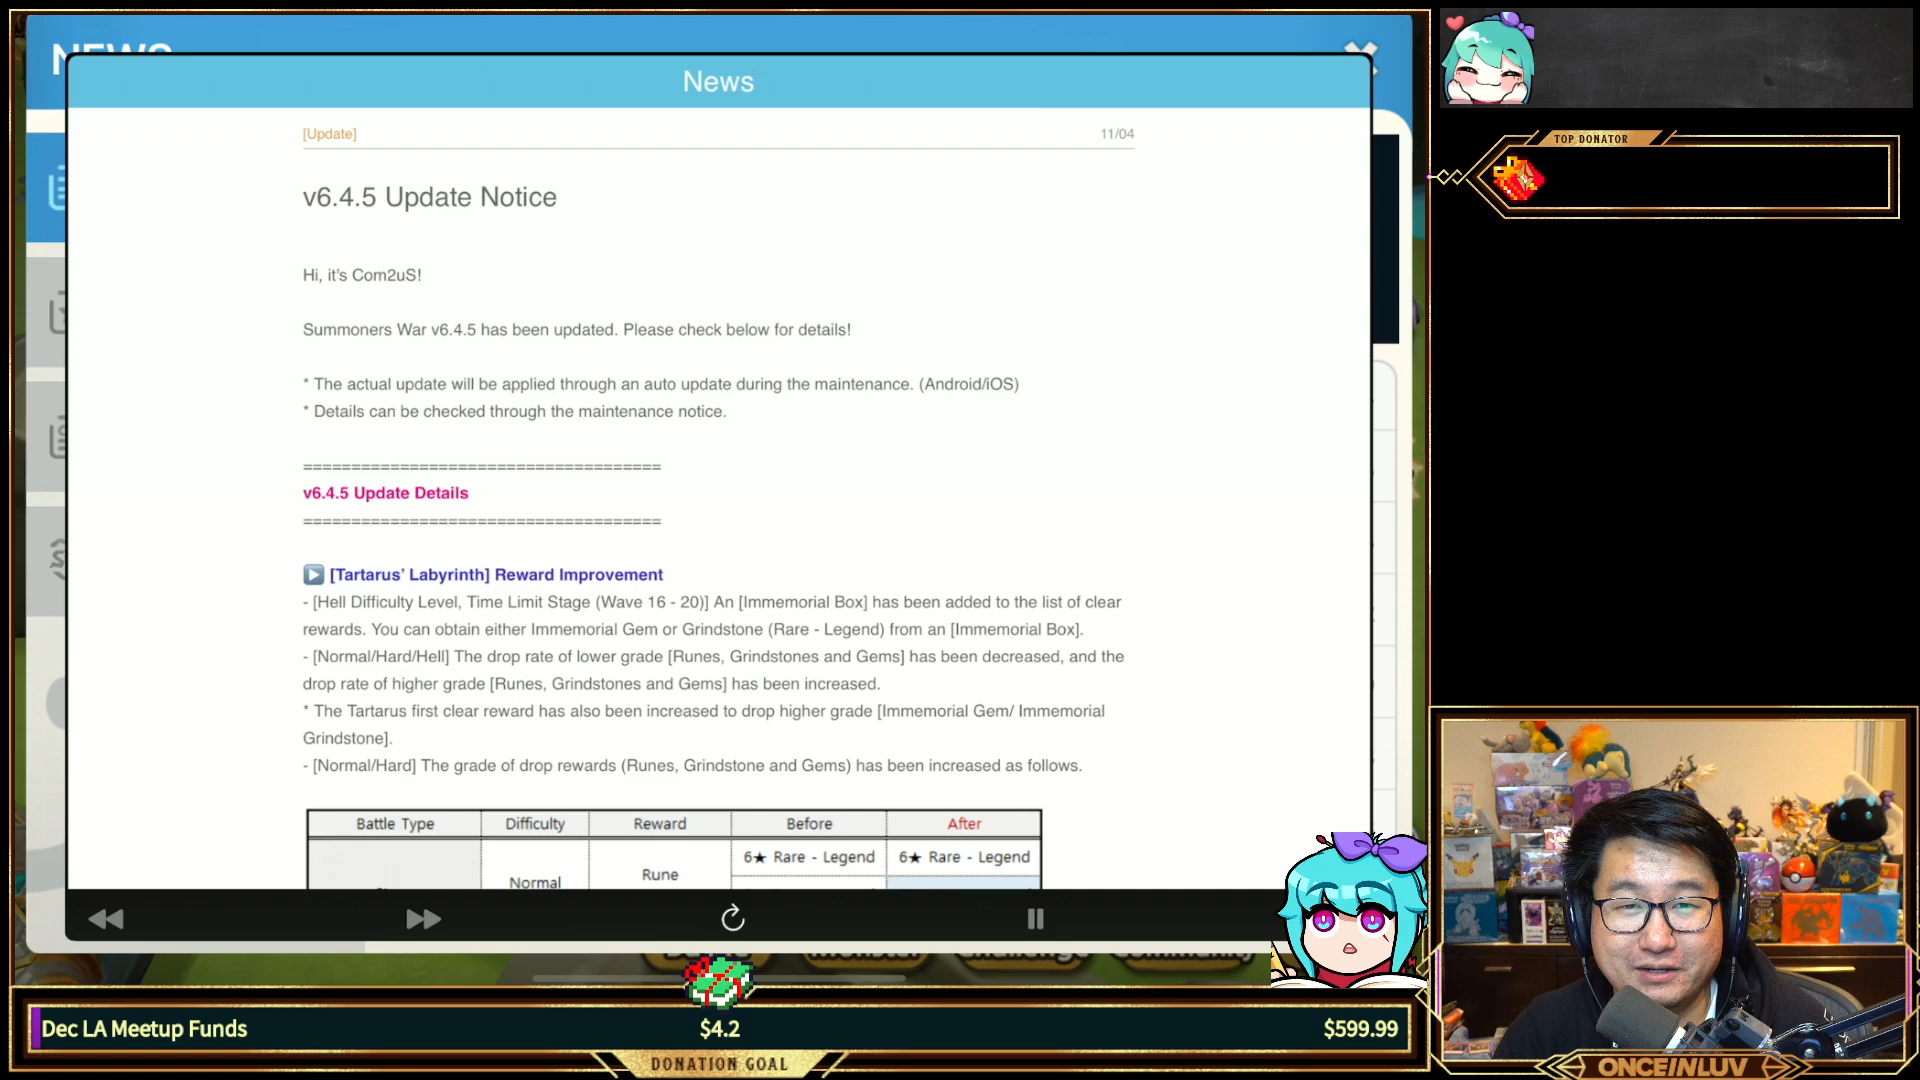 NEWS
News
[Update]
11/04
v6.4.5 Update Notice
Hi, it's Com2uS!
Summoners War v6.4.5 has been updated. Please check below for details!
* The actual update will be applied through an auto update during the maintenance. (Android/iOS)
* Details can be checked through the maintenance notice.
=====================================
v6.4.5 Update Details
=====================================
[Tartarus’ Labyrinth] Reward Improvement
- [Hell Difficulty Level, Time Limit Stage (Wave 16 - 20)] An [Immemorial Box] has been added to the list of clear
rewards. You can obtain either Immemorial Gem or Grindstone (Rare - Legend) from an [Immemorial Box].
- [Normal/Hard/Hell] The drop rate of lower grade [Runes, Grindstones and Gems] has been decreased, and the
drop rate of higher grade [Runes, Grindstones and Gems] has been increased.
* The Tartarus first clear reward has also been increased to drop higher grade [Immemorial Gem/ Immemorial
Grindstone].
- [Normal/Hard] The grade of drop rewards (Runes, Grindstone and Gems) has been increased as follows.
Battle Type Difficulty Reward Before After
6★ Rare - Legend 6★ Rare - Legend
Normal Rune
Monster Challenge Community
Dec LA Meetup Funds $4.2 $599.99
DONATION GOAL
TOP DONATOR
ONCEINLUV